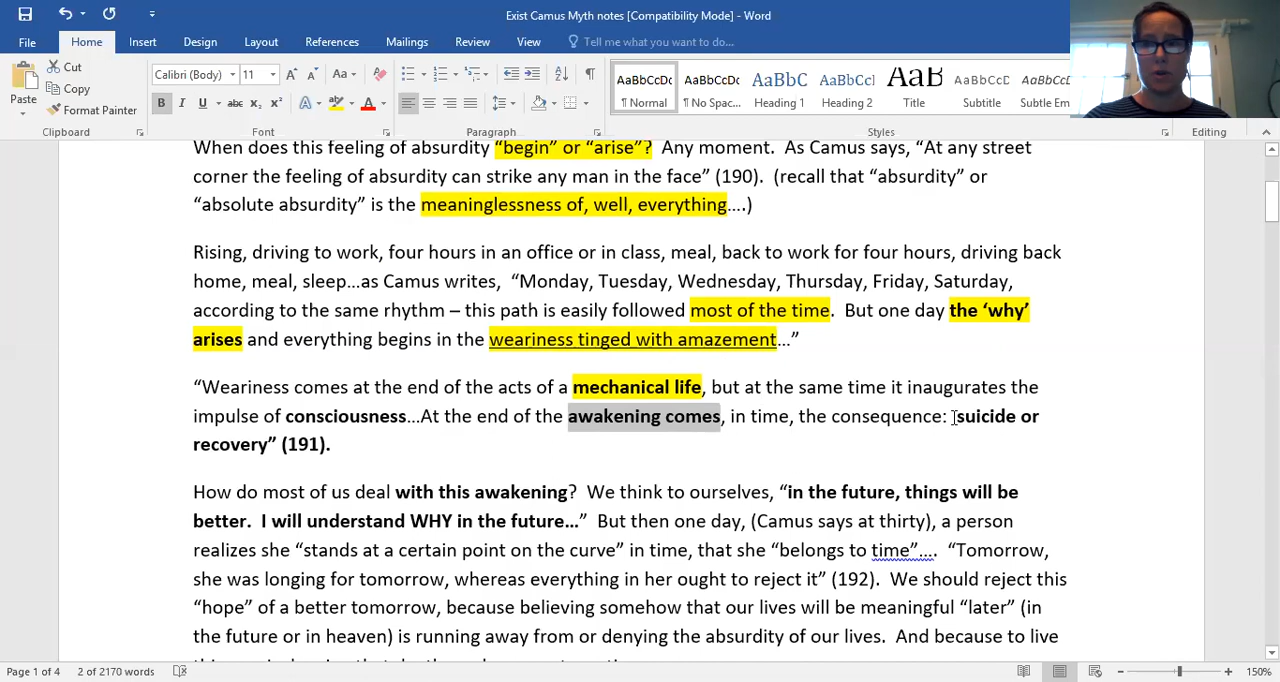 Exist Camus Myth notes [Compatibility Mode] - Word
File Home Insert Design Layout References Mailings Review View Tell me what you want to do...
Cut
Copy
Format Painter
Paste
Calibri (Body) 11
AaBbCcDc AaBbCcDc AaBbC AaBbCcI AaB AaBbCcD AaBbCcD
¶ Normal ¶ No Spac... Heading 1 Heading 2 Title Subtitle Subtle Em
Clipboard Font Paragraph Styles Editing
When does this feeling of absurdity “begin” or “arise”? Any moment. As Camus says, “At any street
corner the feeling of absurdity can strike any man in the face” (190). (recall that “absurdity” or
“absolute absurdity” is the meaninglessness of, well, everything….)
Rising, driving to work, four hours in an office or in class, meal, back to work for four hours, driving back
home, meal, sleep…as Camus writes, “Monday, Tuesday, Wednesday, Thursday, Friday, Saturday,
according to the same rhythm – this path is easily followed most of the time. But one day the ‘why’
arises and everything begins in the weariness tinged with amazement…”
“Weariness comes at the end of the acts of a mechanical life, but at the same time it inaugurates the
impulse of consciousness…At the end of the awakening comes, in time, the consequence: suicide or
recovery” (191).
How do most of us deal with this awakening? We think to ourselves, “in the future, things will be
better. I will understand WHY in the future…” But then one day, (Camus says at thirty), a person
realizes she “stands at a certain point on the curve” in time, that she “belongs to time”…. “Tomorrow,
she was longing for tomorrow, whereas everything in her ought to reject it” (192). We should reject this
“hope” of a better tomorrow, because believing somehow that our lives will be meaningful “later” (in
the future or in heaven) is running away from or denying the absurdity of our lives. And because to live
Page 1 of 4 2 of 2170 words 150%